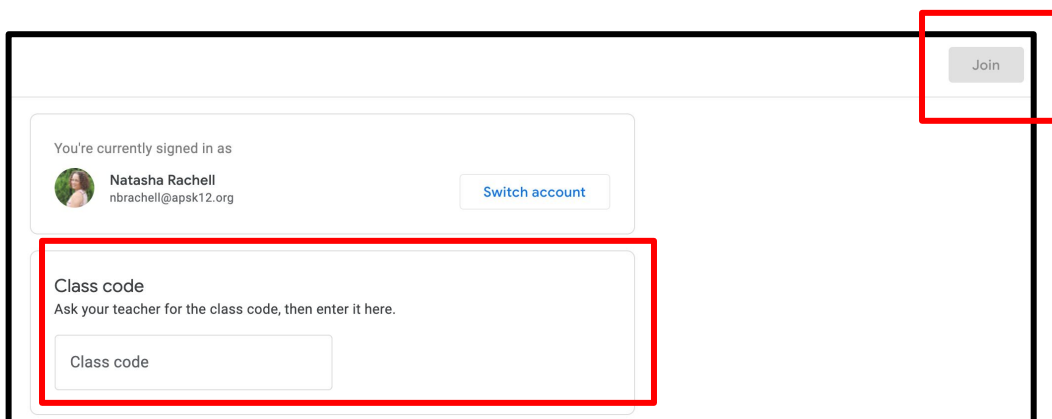 Join
You're currently signed in as
Natasha Rachell
nbrachell@apsk12.org
Switch account
Class code
Ask your teacher for the class code, then enter it here.
Class code